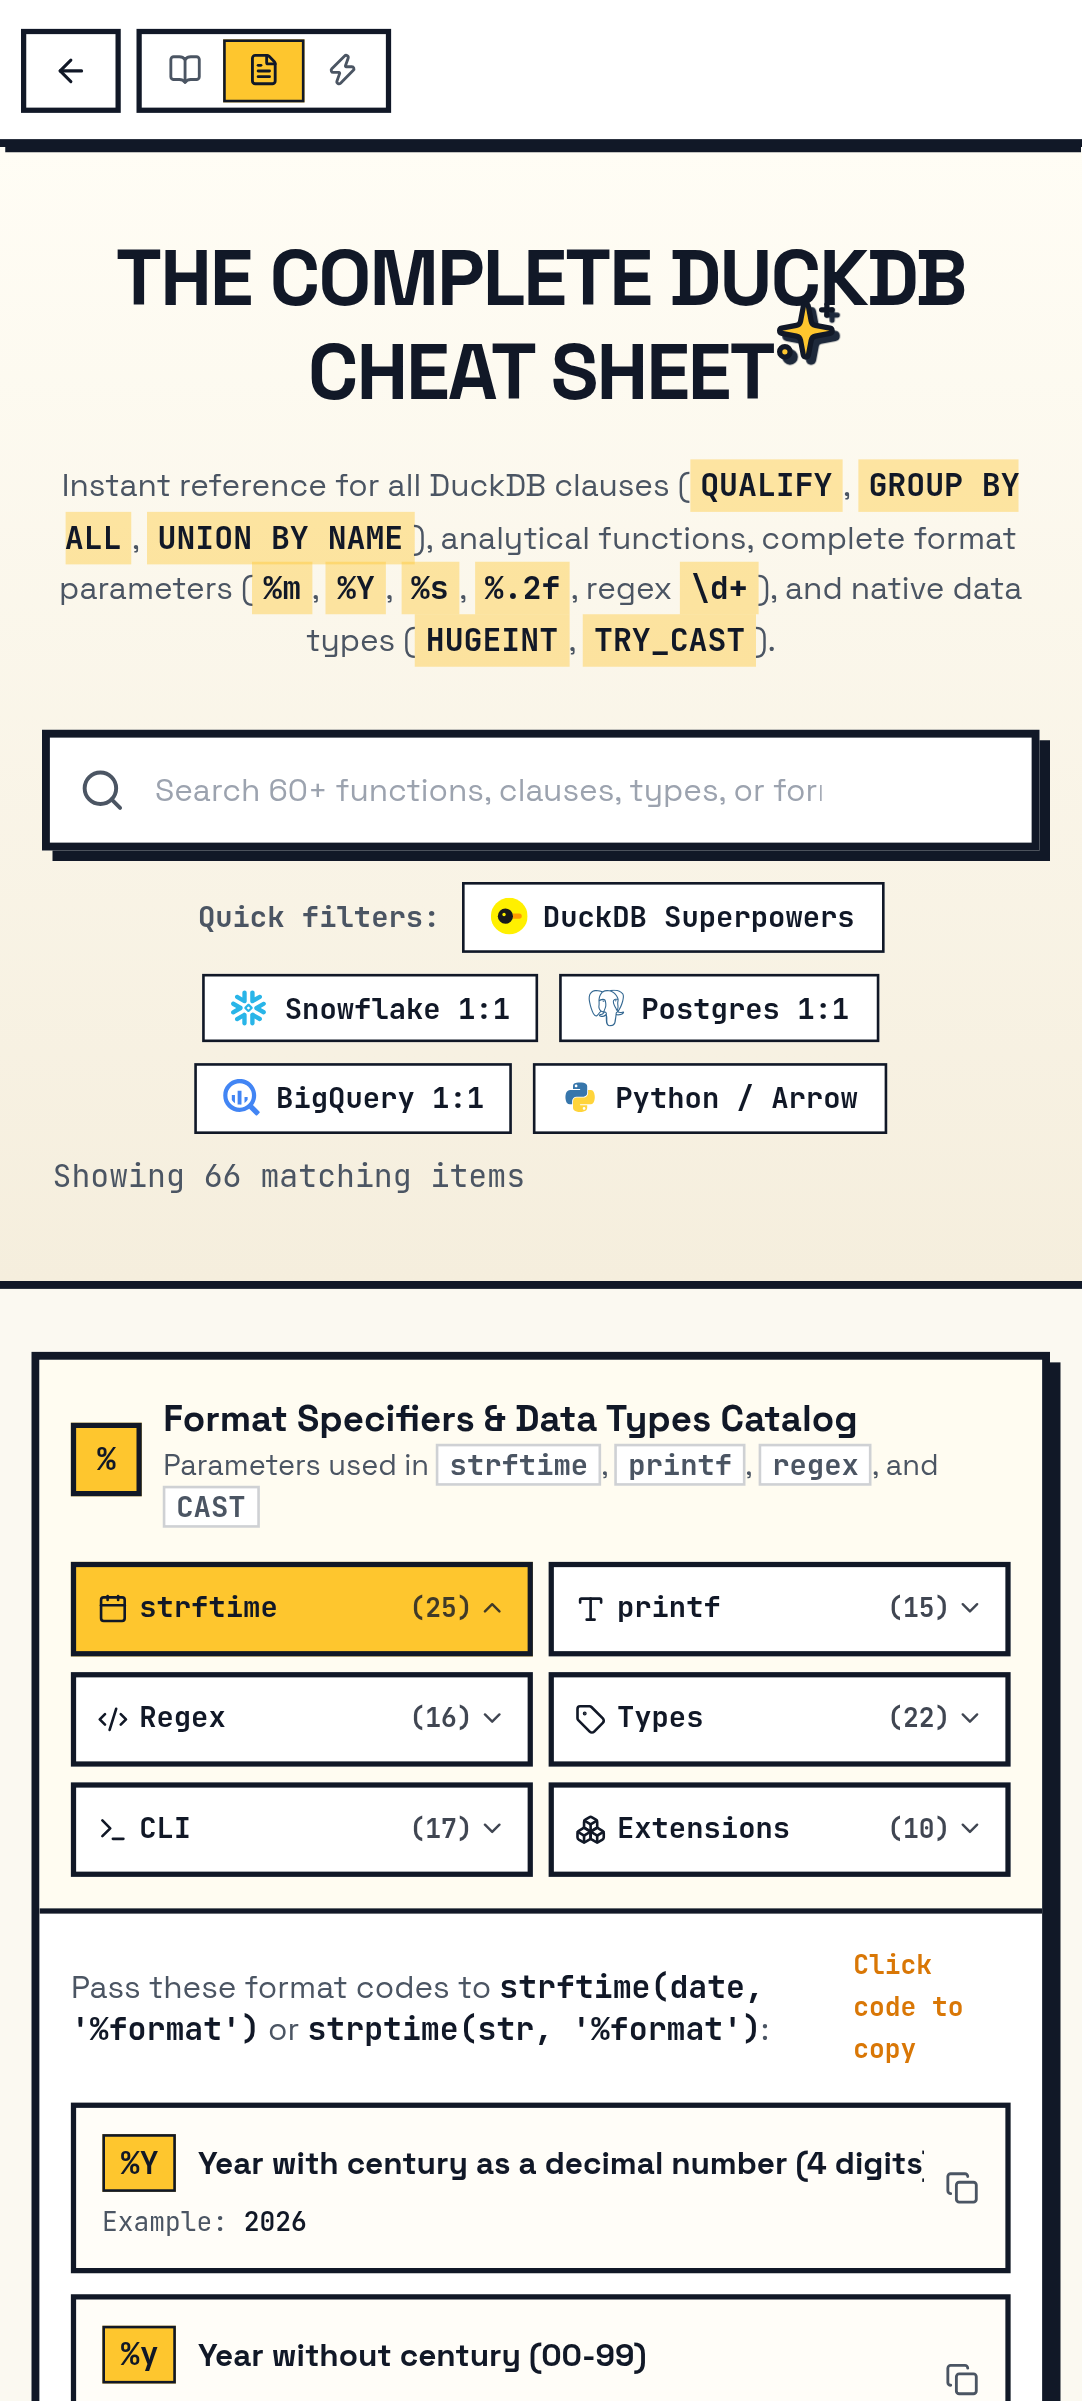 THE COMPLETE DUCKDB
CHEAT SHEET
Instant reference for all DuckDB clauses ( QUALIFY , GROUP BY
ALL , UNION BY NAME ), analytical functions, complete format
parameters ( %m , %Y , %s , %.2f , regex \d+ ), and native data
types ( HUGEINT , TRY_CAST ).
Search 60+ functions, clauses, types, or for
Quick filters: DuckDB Superpowers
Snowflake 1:1 Postgres 1:1
BigQuery 1:1 Python / Arrow
Showing 66 matching items
% Format Specifiers & Data Types Catalog
Parameters used in strftime , printf , regex , and
CAST
strftime (25) printf (15)
Regex (16) Types (22)
CLI (17) Extensions (10)
Pass these format codes to strftime(date,
'%format') or strptime(str, '%format'):
Click
code to
copy
%Y Year with century as a decimal number (4 digits)
Example: 2026
%y Year without century (00-99)